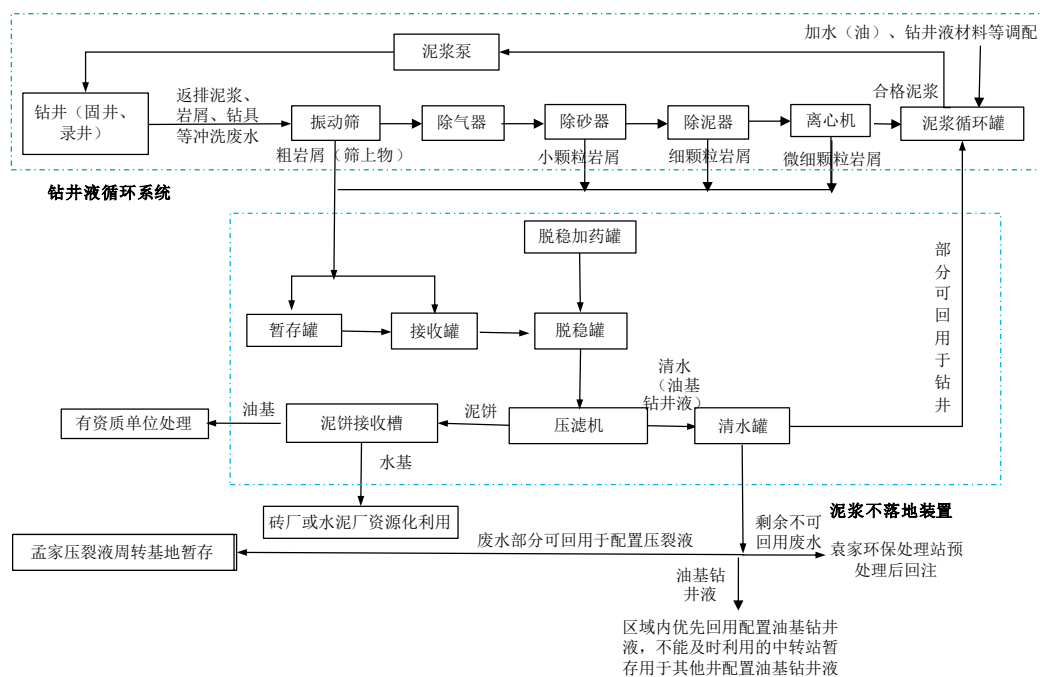 加水（油）、钻井液材料等调配
泥浆泵
合格泥浆
钻井（固井、
录井）
返排泥浆、
岩屑、钻具
等冲洗废水
振动筛
除气器
除砂器
除泥器
离心机
泥浆循环罐
粗岩屑（筛上物）
小颗粒岩屑
细颗粒岩屑
微细颗粒岩屑
钻井液循环系统
脱稳加药罐
部分可回用于钻井
暂存罐
接收罐
脱稳罐
清水
（油基
钻井液）
有资质单位处理
油基
泥饼接收槽
泥饼
压滤机
清水罐
水基
砖厂或水泥厂资源化利用
泥浆不落地装置
孟家压裂液周转基地暂存
废水部分可回用于配置压裂液
剩余不可
回用废水
袁家环保处理站预
处理后回注
油基钻
井液
区域内优先回用配置油基钻井
液，不能及时利用的中转站暂
存用于其他井配置油基钻井液